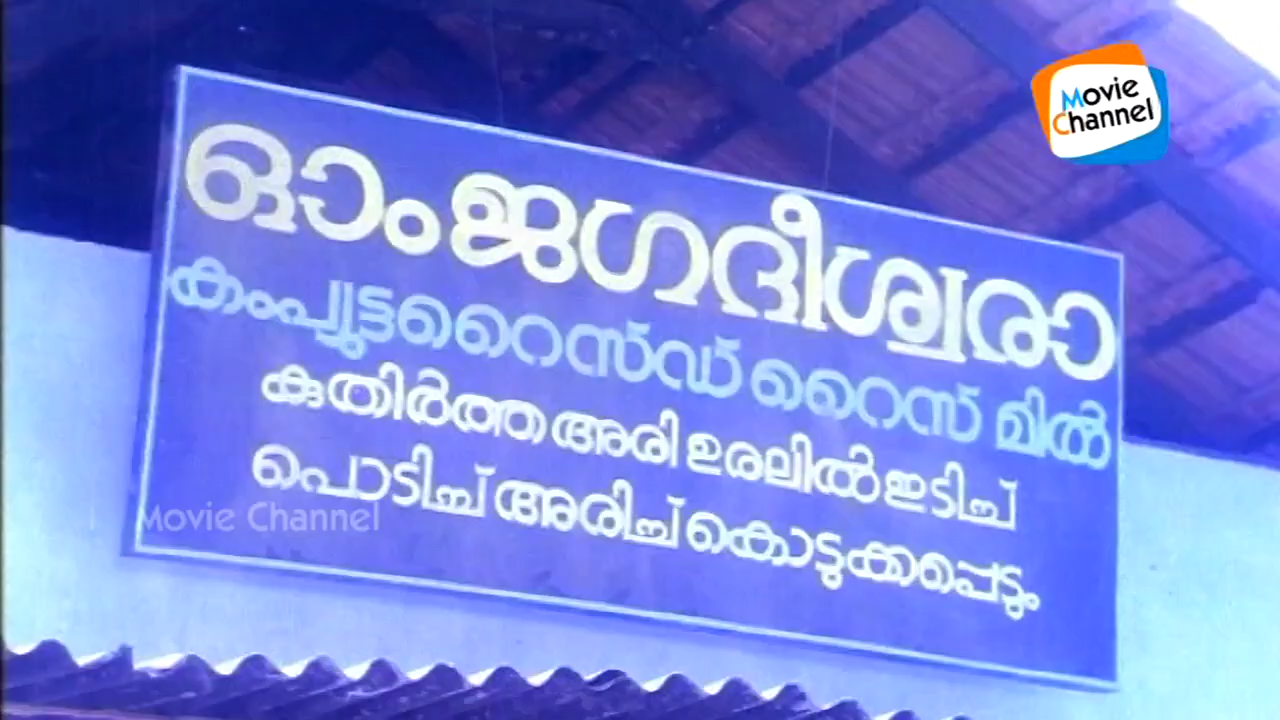 Movie
Channel
ഓംജഗദീശ്വരാ
കംപ്യൂട്ടറൈസ്ഡ് റൈസ് മിൽ
കുതിർത്ത അരി ഉരലിൽ ഇടിച്ച്
പൊടിച്ച് അരിച്ച് കൊടുക്കപ്പെടും
Movie Channel